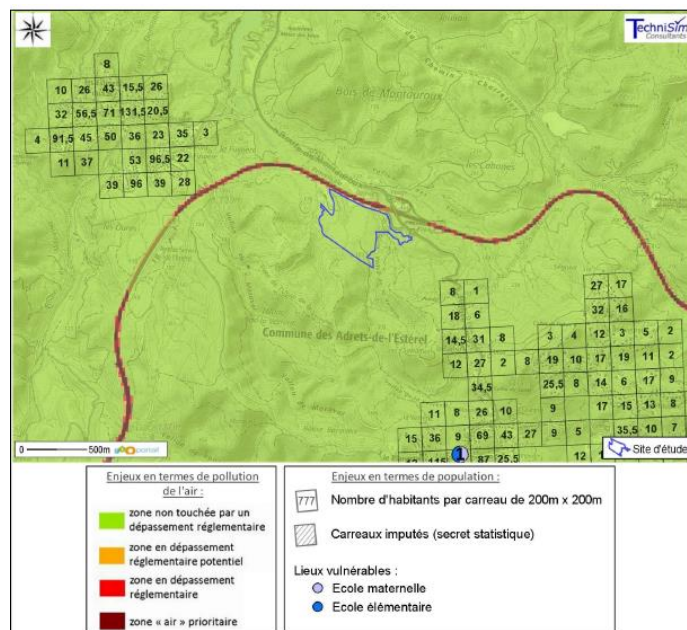 TechniSim
Consultants
Bois de Montauroux
8
10 26 43 15,5 26
32 56,5 71 131,5 20,5
4 91,5 45 50 36 23 35 3
11 37 53 96,5 22
39 96 39 28
8 1
18 6
14,5 31 8
12 27 2 8
34,5
11 8 26 10
15 36 9 69 43 27
1 87 25,5
27 17
32 16
3 4 12 3 5 2
19 10 17 19 11 2
25,5 8 14 6 17 9
9 17 15 13 8
9 5 35,5 10 7
12
Commune des Adrets-de-l'Estérel
0 500m
Site d'étude
Enjeux en termes de pollution
de l'air :
zone non touchée par un
dépassement réglementaire
zone en dépassement
réglementaire potentiel
zone en dépassement
réglementaire
zone « air » prioritaire
Enjeux en termes de population :
777 Nombre d'habitants par carreau de 200m x 200m
Carreaux imputés (secret statistique)
Lieux vulnérables :
Ecole maternelle
Ecole élémentaire